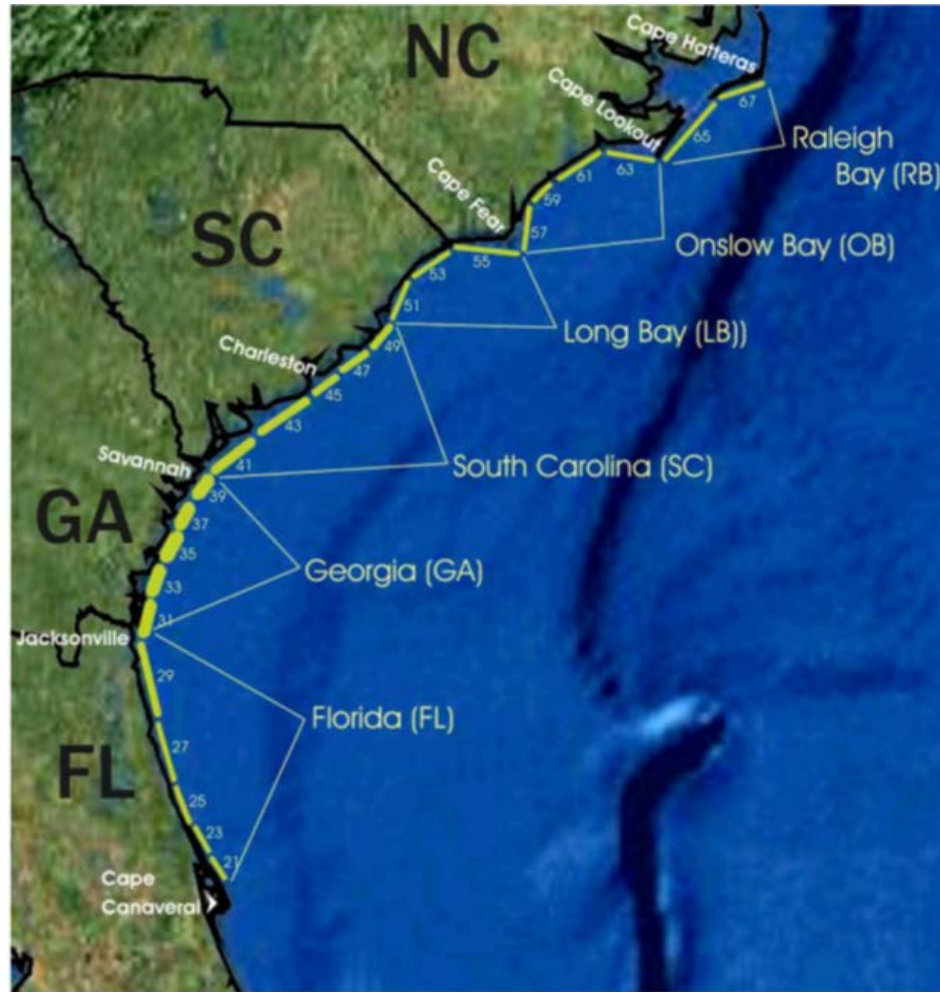 NC
SC
GA
FL
Cape Hatteras
Cape Lookout
Cape Fear
Charleston
Savannah
Jacksonville
Cape
Canaveral
67
65
63
61
59
57
55
53
51
49
47
45
43
41
39
37
35
33
31
29
27
25
23
21
Raleigh
Bay (RB)
Onslow Bay (OB)
Long Bay (LB))
South Carolina (SC)
Georgia (GA)
Florida (FL)